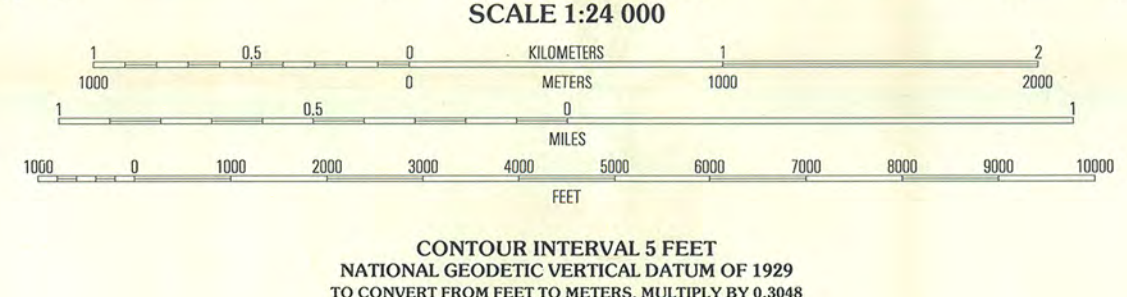 SCALE 1:24 000
1 0.5 0 KILOMETERS 1 2
1000 0 METERS 1000 2000
1 0.5 0 1
MILES
1000 0 1000 2000 3000 4000 5000 6000 7000 8000 9000 10000
FEET
CONTOUR INTERVAL 5 FEET
NATIONAL GEODETIC VERTICAL DATUM OF 1929
TO CONVERT FROM FEET TO METERS, MULTIPLY BY 0.3048